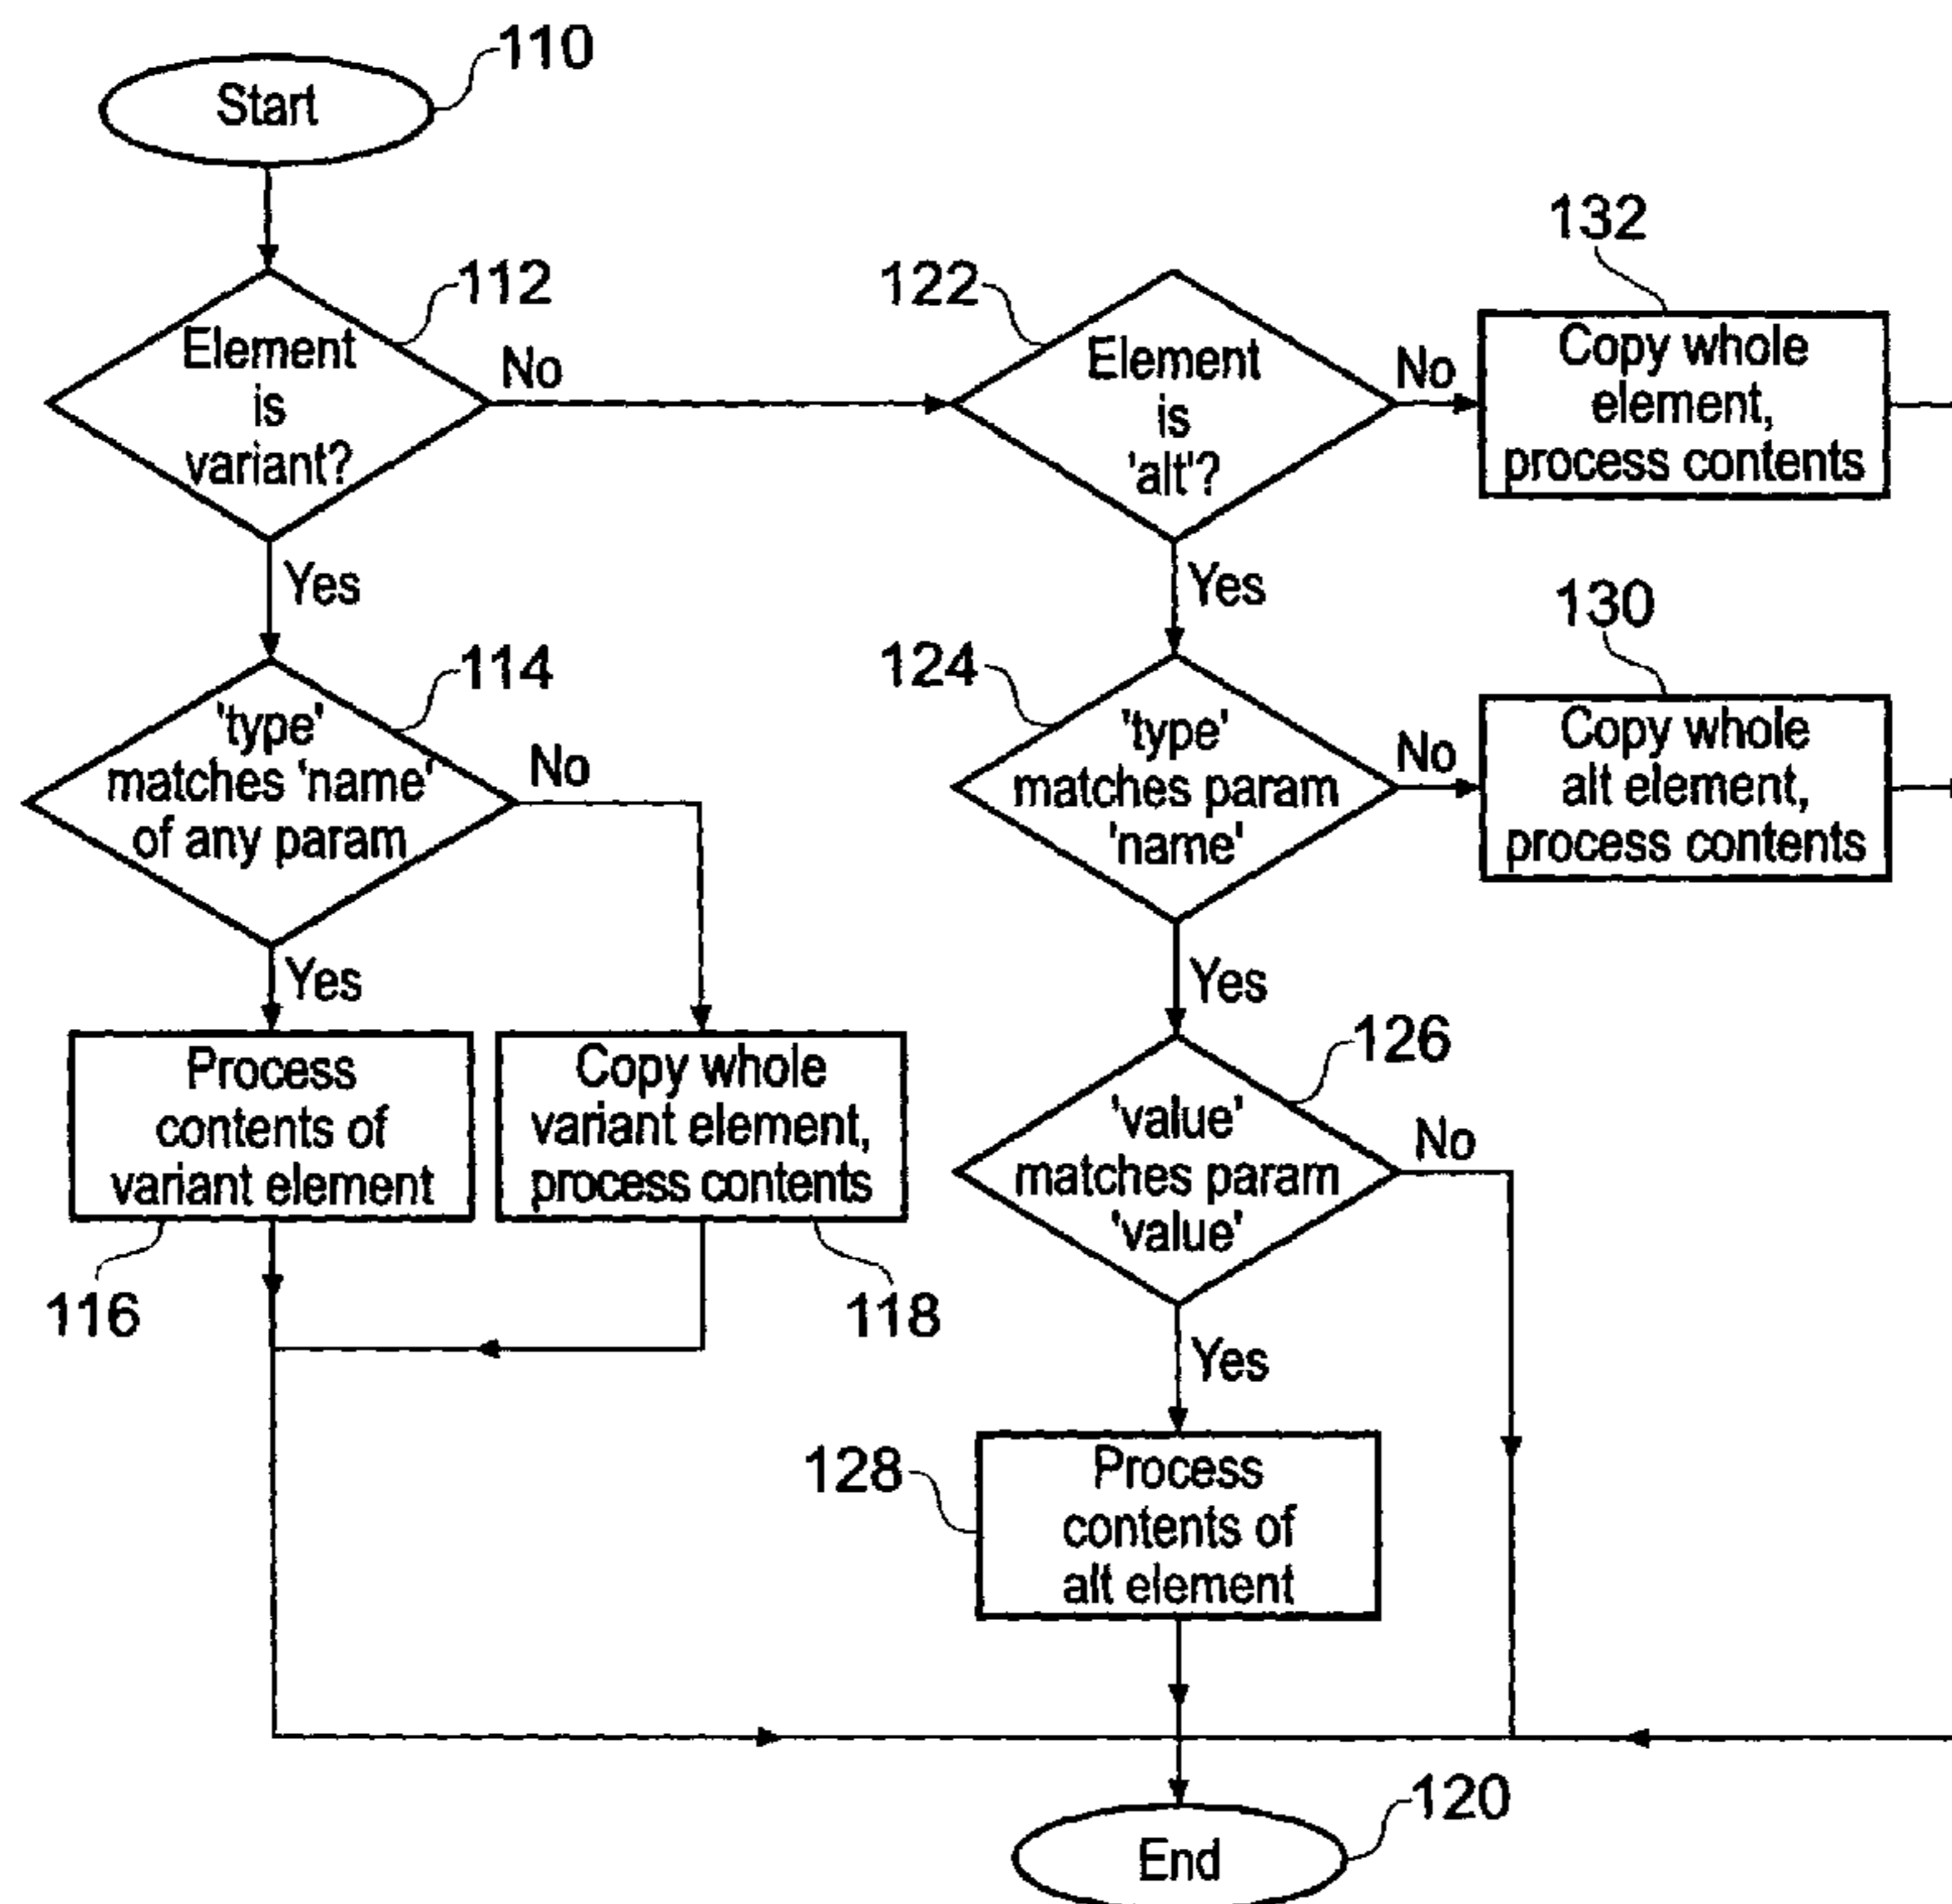 Start
110
Element
is
variant?
112
No
Yes
Element
is
'alt'?
122
No
Yes
Copy whole
element,
process contents
132
'type'
matches 'name'
of any param
114
No
Yes
'type'
matches param
'name'
124
No
Yes
Copy whole
alt element,
process contents
130
Process
contents of
variant element
116
Copy whole
variant element,
process contents
118
'value'
matches param
'value'
126
No
Yes
Process
contents of
alt element
128
End
120